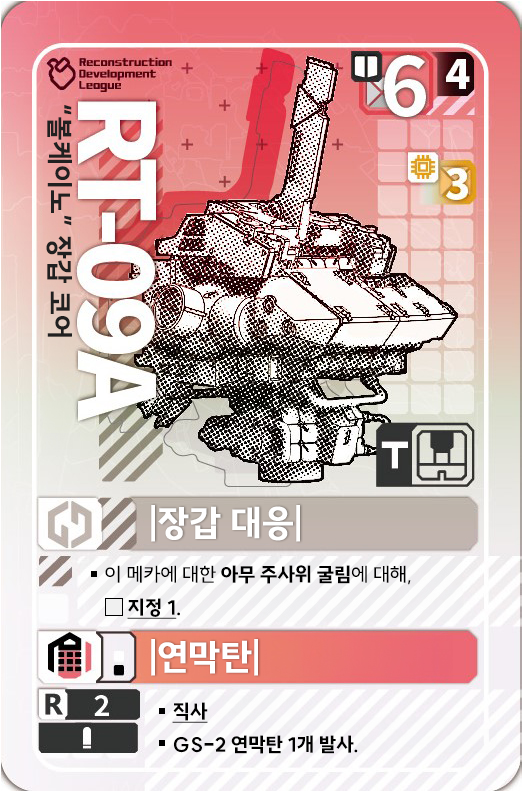 Reconstruction
Development
League
6
4
3
RT-09A
"볼케이노" 장갑 코어
T
|장갑 대응|
▪ 이 메카에 대한 아무 주사위 굴림에 대해,
□ 지정 1.
|연막탄|
R 2
▪ 직사
▪ GS-2 연막탄 1개 발사.